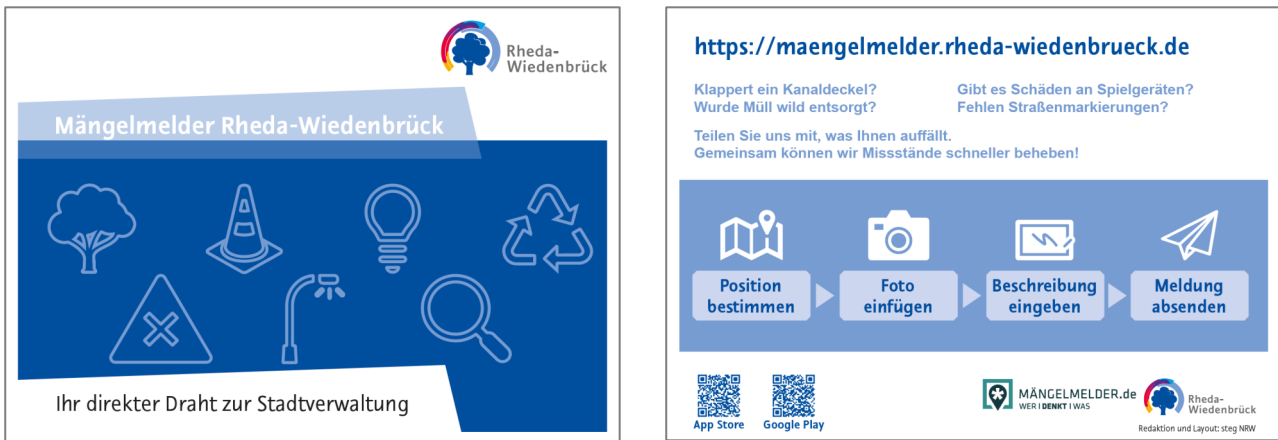 Rheda-
Wiedenbrück
Mängelmelder Rheda-Wiedenbrück
Ihr direkter Draht zur Stadtverwaltung
https://maengelmelder.rheda-wiedenbrueck.de
Klappert ein Kanaldeckel?
Wurde Müll wild entsorgt?
Gibt es Schäden an Spielgeräten?
Fehlen Straßenmarkierungen?
Teilen Sie uns mit, was Ihnen auffällt.
Gemeinsam können wir Missstände schneller beheben!
Position
bestimmen
Foto
einfügen
Beschreibung
eingeben
Meldung
absenden
App Store
Google Play
MÄNGELMELDER.de
WER I DENKT I WAS
Rheda-
Wiedenbrück
Redaktion und Layout: steg NRW